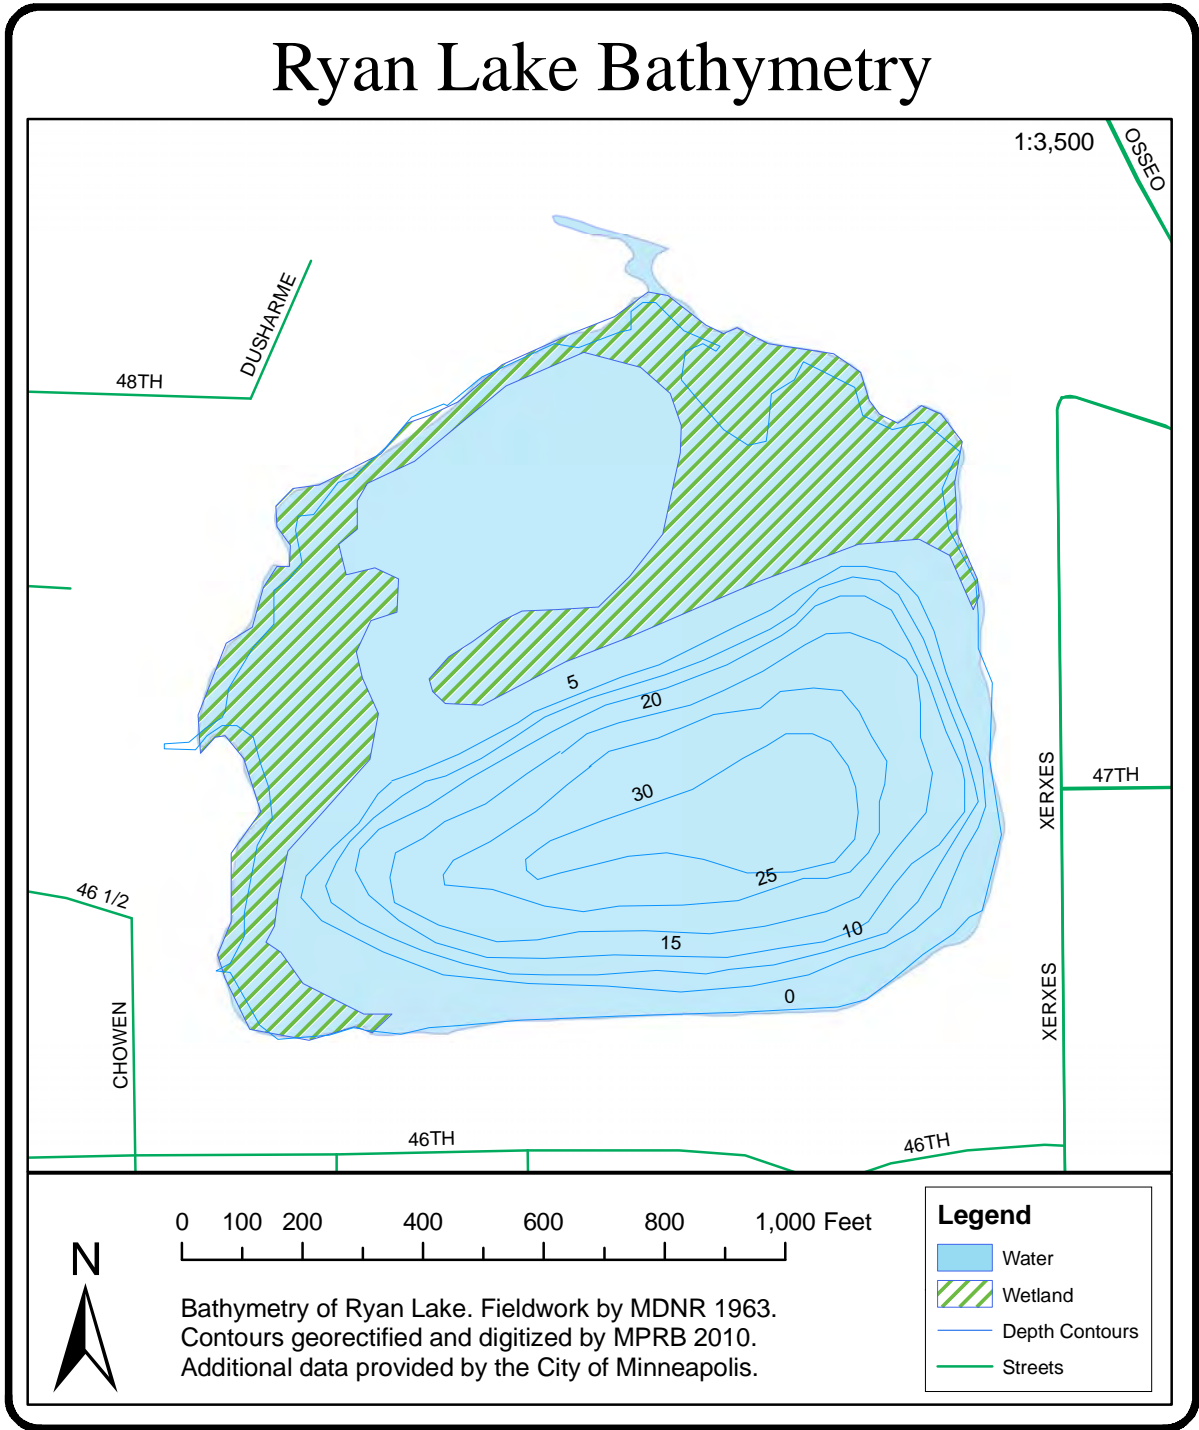 Ryan Lake Bathymetry
1:3,500
OSSEO
DUSHARME
48TH
5
20
30
25
10
15
0
XERXES
47TH
46 1/2
CHOWEN
XERXES
46TH
46TH
0 100 200 400 600 800 1,000 Feet
N
Bathymetry of Ryan Lake. Fieldwork by MDNR 1963.
Contours georectified and digitized by MPRB 2010.
Additional data provided by the City of Minneapolis.
Legend
Water
Wetland
Depth Contours
Streets